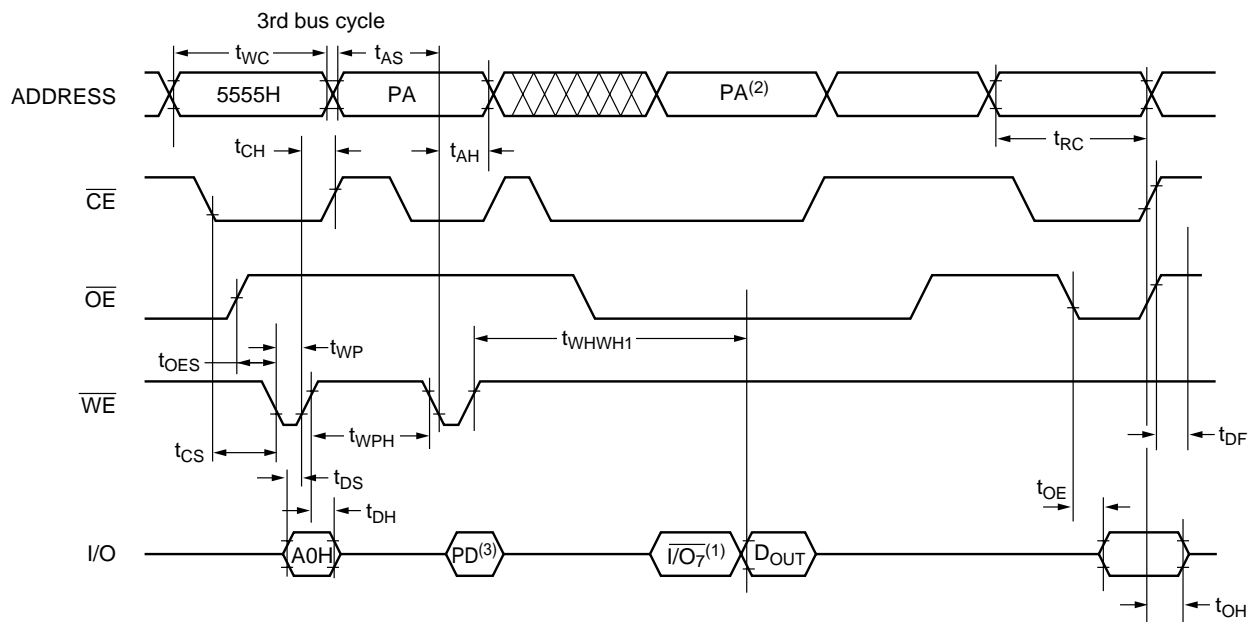 3rd bus cycle
tWC
tAS
ADDRESS
5555H
PA
PA(2)
tCH
tAH
tRC
CE
OE
tWHWH1
tWP
tOES
WE
tWPH
tCS
tDF
tDS
tOE
tDH
I/O
A0H
PD(3)
I/O7(1)
DOUT
tOH